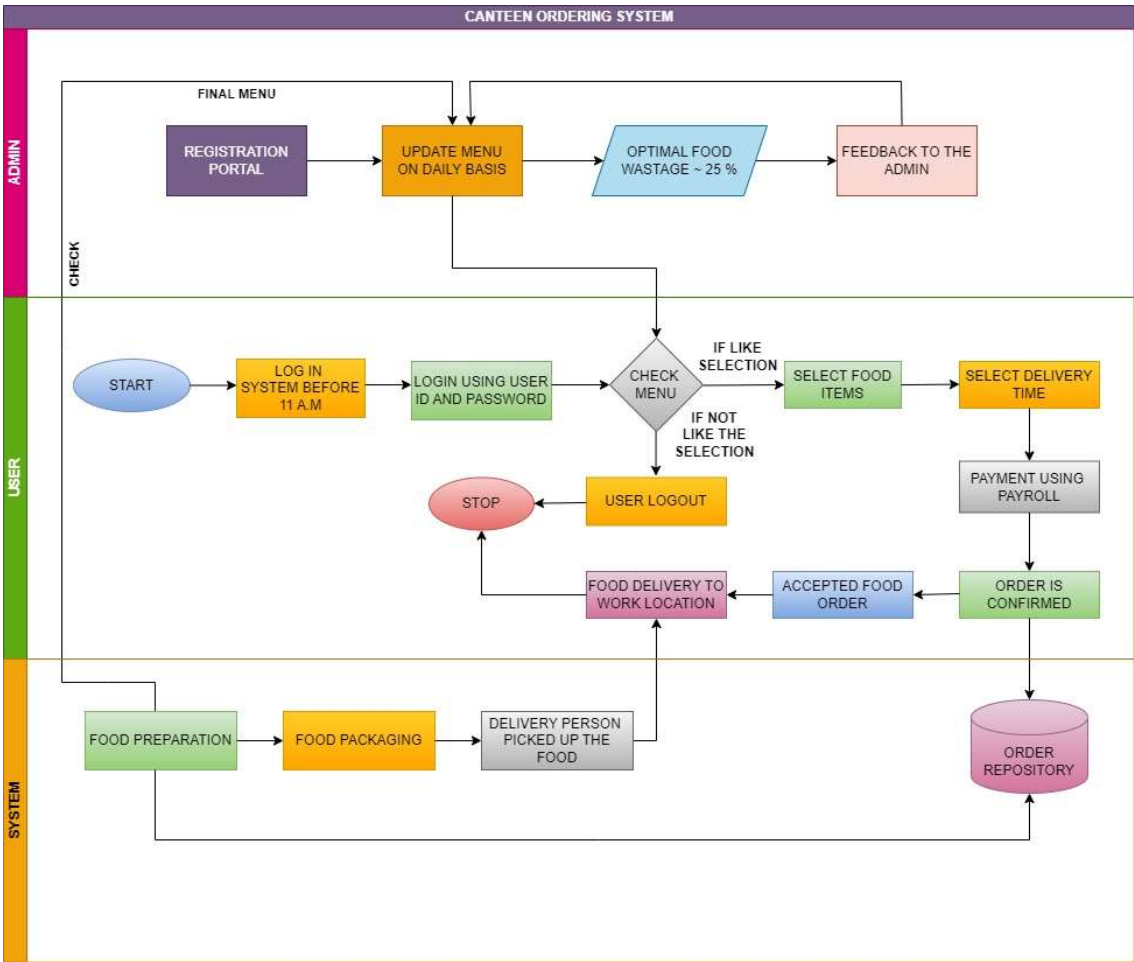 CANTEEN ORDERING SYSTEM
ADMIN
FINAL MENU
REGISTRATION
PORTAL
UPDATE MENU
ON DAILY BASIS
OPTIMAL FOOD
WASTAGE ~ 25 %
FEEDBACK TO THE
ADMIN
CHECK
USER
START
LOG IN
SYSTEM BEFORE
11 A.M
LOGIN USING USER
ID AND PASSWORD
CHECK
MENU
IF LIKE
SELECTION
SELECT FOOD
ITEMS
SELECT DELIVERY
TIME
IF NOT
LIKE THE
SELECTION
PAYMENT USING
PAYROLL
STOP
USER LOGOUT
FOOD DELIVERY TO
WORK LOCATION
ACCEPTED FOOD
ORDER
ORDER IS
CONFIRMED
SYSTEM
FOOD PREPARATION
FOOD PACKAGING
DELIVERY PERSON
PICKED UP THE
FOOD
ORDER
REPOSITORY